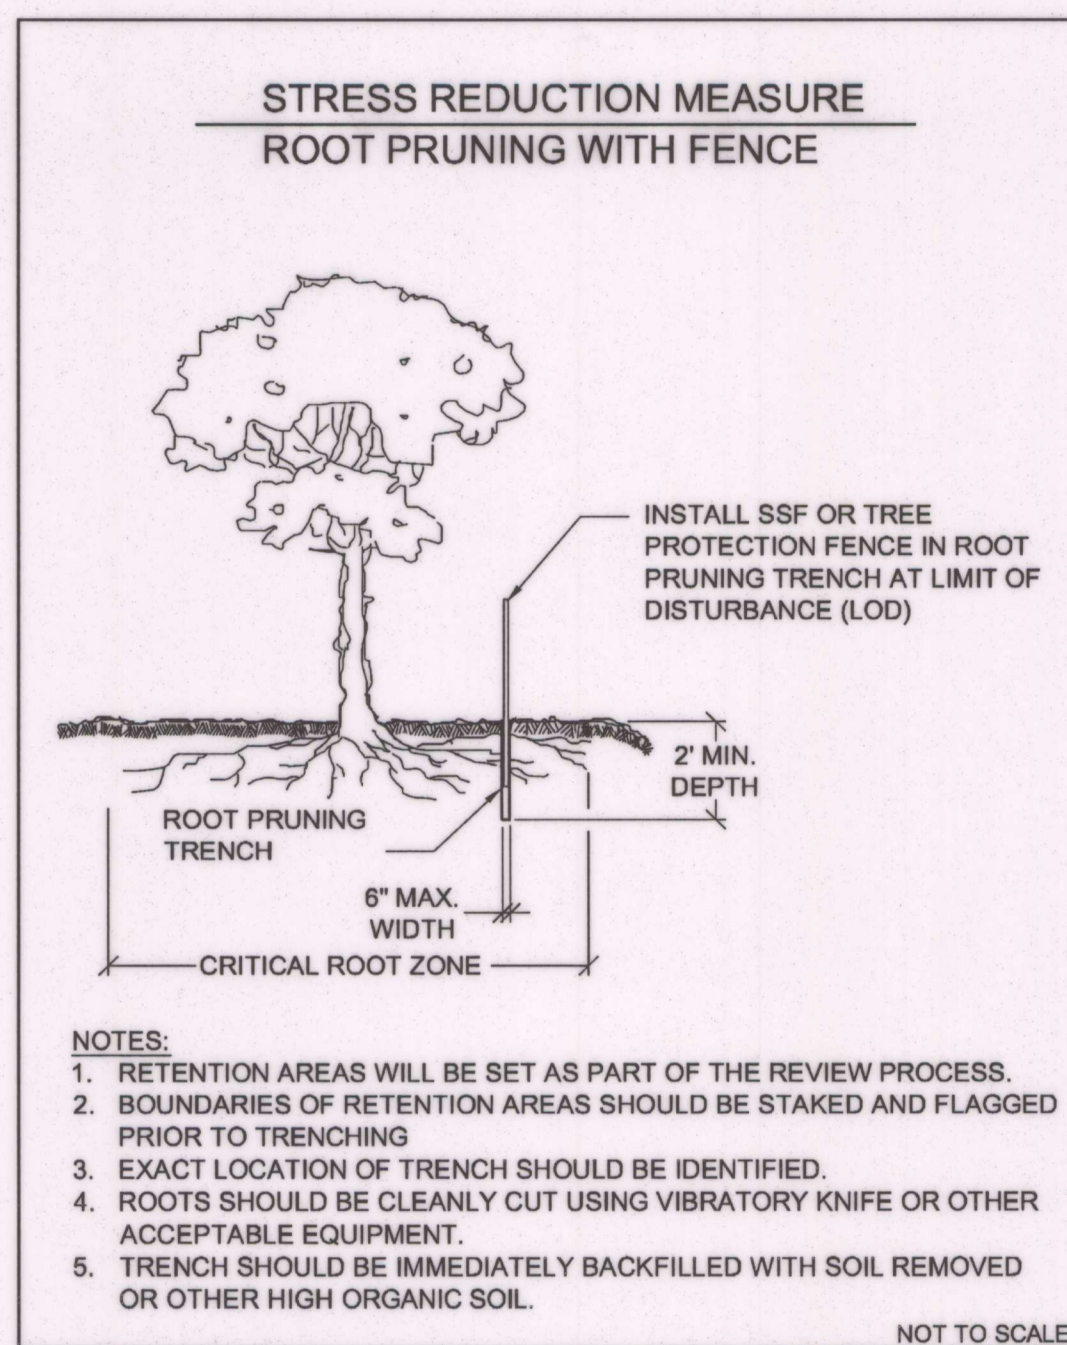 STRESS REDUCTION MEASURE
ROOT PRUNING WITH FENCE
INSTALL SSF OR TREE
PROTECTION FENCE IN ROOT
PRUNING TRENCH AT LIMIT OF
DISTURBANCE (LOD)
2' MIN.
DEPTH
ROOT PRUNING
TRENCH
6" MAX.
WIDTH
CRITICAL ROOT ZONE
NOTES:
1. RETENTION AREAS WILL BE SET AS PART OF THE REVIEW PROCESS.
2. BOUNDARIES OF RETENTION AREAS SHOULD BE STAKED AND FLAGGED
PRIOR TO TRENCHING
3. EXACT LOCATION OF TRENCH SHOULD BE IDENTIFIED.
4. ROOTS SHOULD BE CLEANLY CUT USING VIBRATORY KNIFE OR OTHER
ACCEPTABLE EQUIPMENT.
5. TRENCH SHOULD BE IMMEDIATELY BACKFILLED WITH SOIL REMOVED
OR OTHER HIGH ORGANIC SOIL.
NOT TO SCALE